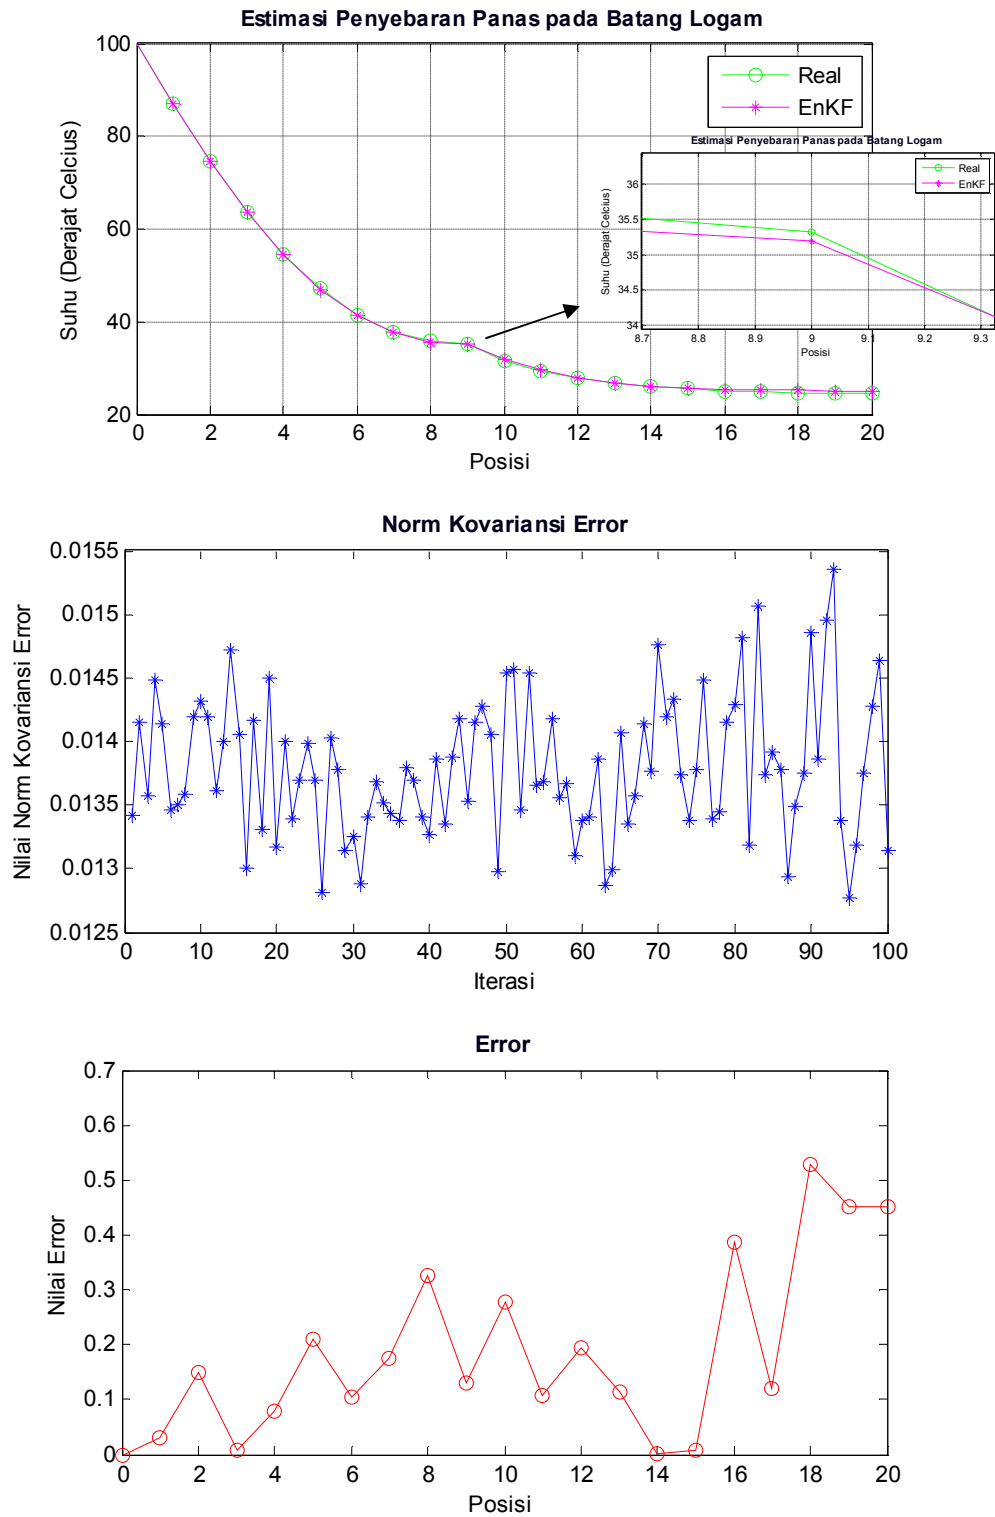 Estimasi Penyebaran Panas pada Batang Logam
100
80
60
40
20
Suhu (Derajat Celcius)
0 2 4 6 8 10 12 14 16 18 20
Posisi
Real
EnKF
Estimasi Penyebaran Panas pada Batang Logam
36
35.5
35
34.5
34
Suhu (Derajat Celcius)
8.7 8.8 8.9 9 9.1 9.2 9.3
Posisi
Real
EnKF
Norm Kovariansi Error
0.0155
0.015
0.0145
0.014
0.0135
0.013
0.0125
Nilai Norm Kovariansi Error
0 10 20 30 40 50 60 70 80 90 100
Iterasi
Error
0.7
0.6
0.5
0.4
0.3
0.2
0.1
0
Nilai Error
0 2 4 6 8 10 12 14 16 18 20
Posisi